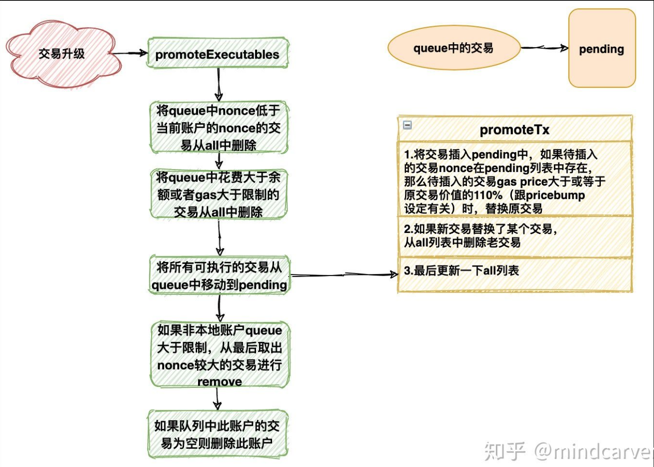 交易升级
promoteExecutables
queue中的交易
pending
将queue中nonce低于
当前账户的nonce的交
易从all中删除
将queue中花费大于余
额或者gas大于限制的
交易从all中删除
将所有可执行的交易从
queue中移动到pending
如果非本地账户queue
大于限制，从最后取出
nonce较大的交易进行
remove
如果队列中此账户的交
易为空则删除此账户
promoteTx
1.将交易插入pending中，如果待插入
的交易nonce在pending列表中存在，
那么待插入的交易gas price大于或等于
原交易价值的110%（跟pricebump
设定有关）时，替换原交易
2.如果新交易替换了某个交易，
从all列表中删除老交易
3.最后更新一下all列表
知乎 @mindcarver